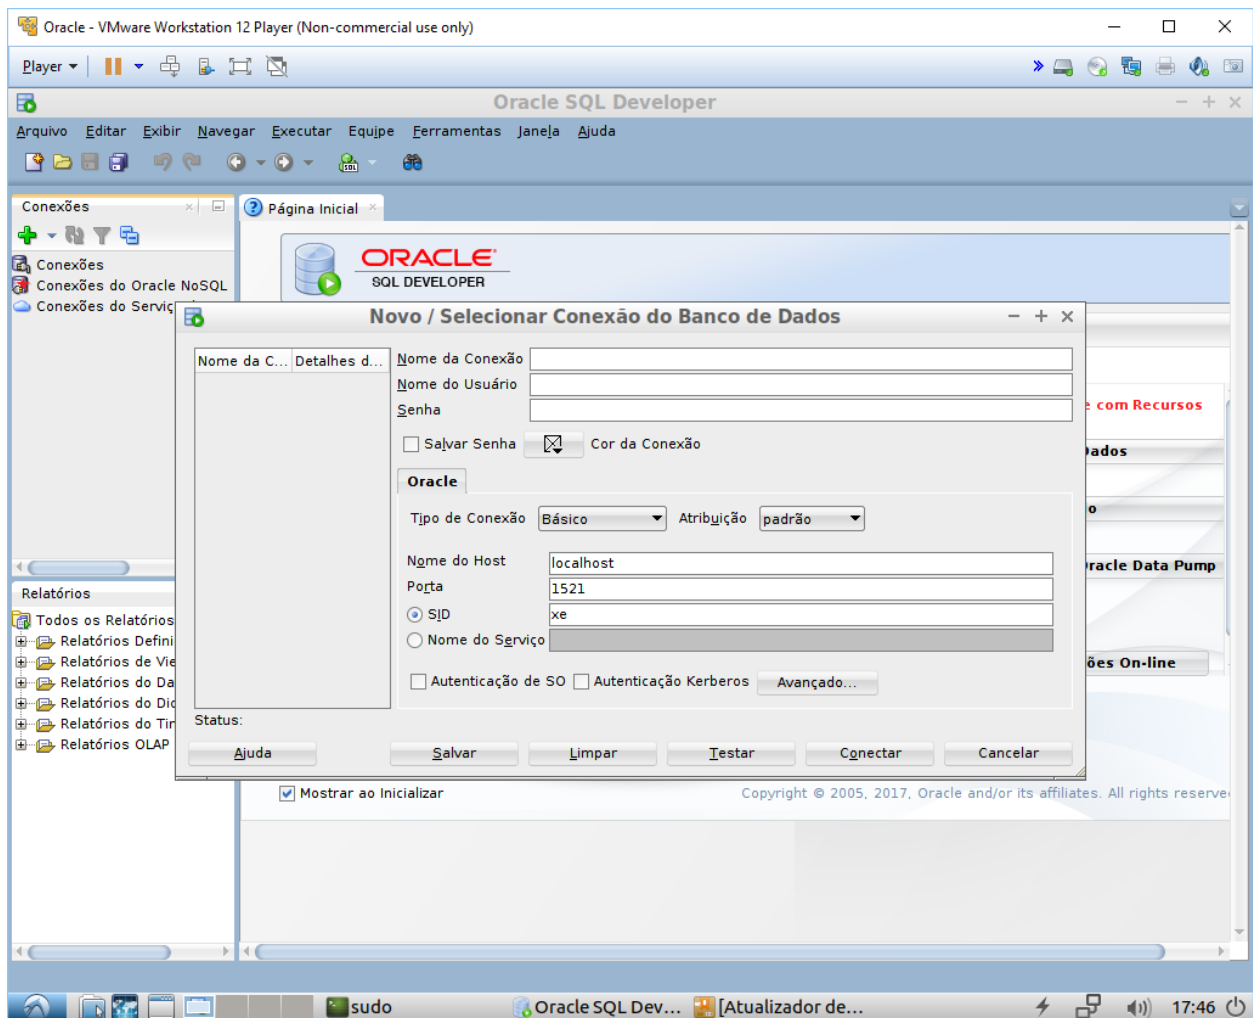 Oracle - VMware Workstation 12 Player (Non-commercial use only)
Player
Oracle SQL Developer
Arquivo Editar Exibir Navegar Executar Equipe Ferramentas Janela Ajuda
SQL
Conexões
Página Inicial
Conexões
Conexões do Oracle NoSQL
Conexões do Serviç
ORACLE
SQL DEVELOPER
Novo / Selecionar Conexão do Banco de Dados
Nome da C... Detalhes d...
Nome da Conexão
Nome do Usuário
Senha
Salvar Senha Cor da Conexão
Oracle
Tipo de Conexão Básico Atribuição padrão
Nome do Host localhost
Porta 1521
SID xe
Nome do Serviço
Autenticação de SO Autenticação Kerberos Avançado...
Status:
Ajuda Salvar Limpar Testar Conectar Cancelar
e com Recursos
Dados
o
racle Data Pump
ões On-line
Relatórios
Todos os Relatórios
Relatórios Defini
Relatórios de Vie
Relatórios do Da
Relatórios do Dic
Relatórios do Tir
Relatórios OLAP
Mostrar ao Inicializar
Copyright © 2005, 2017, Oracle and/or its affiliates. All rights reserve
sudo Oracle SQL Dev... [Atualizador de... 17:46